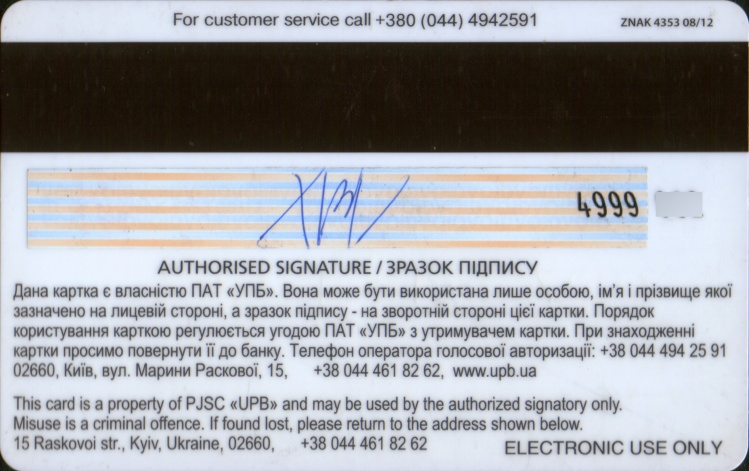 For customer service call +380 (044) 4942591
ZNAK 4353 08/12
4999
AUTHORISED SIGNATURE / ЗРАЗОК ПІДПИСУ
Дана картка є власністю ПАТ «УПБ». Вона може бути використана лише особою, ім'я і прізвище якої
зазначено на лицевій стороні, а зразок підпису - на зворотній стороні цієї картки. Порядок
користування карткою регулюється угодою ПАТ «УПБ» з утримувачем картки. При знаходженні
картки просимо повернути її до банку. Телефон оператора голосової авторизації: +38 044 494 25 91
02660, Київ, вул. Марини Раскової, 15, +38 044 461 82 62, www.upb.ua
This card is a property of PJSC «UPB» and may be used by the authorized signatory only.
Misuse is a criminal offence. If found lost, please return to the address shown below.
15 Raskovoi str., Kyiv, Ukraine, 02660, +38 044 461 82 62
ELECTRONIC USE ONLY